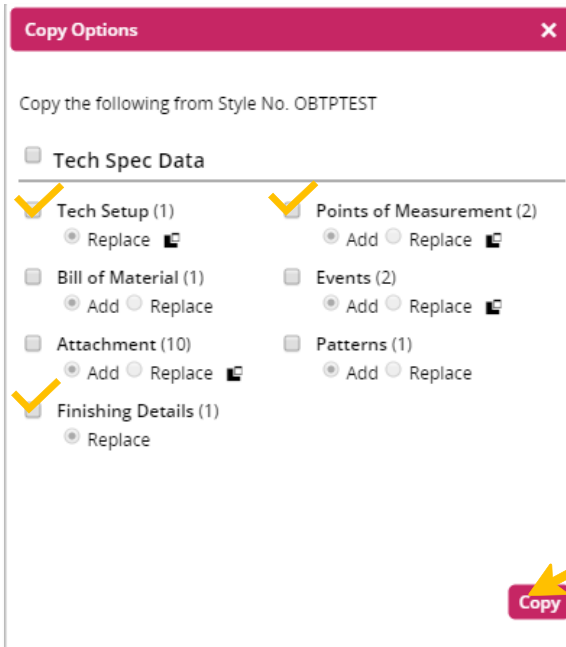 Copy Options
Copy the following from Style No. OBTPTEST
Tech Spec Data
Tech Setup (1)
Replace
Points of Measurement (2)
Add Replace
Bill of Material (1)
Add Replace
Events (2)
Add Replace
Attachment (10)
Add Replace
Patterns (1)
Add Replace
Finishing Details (1)
Replace
Copy